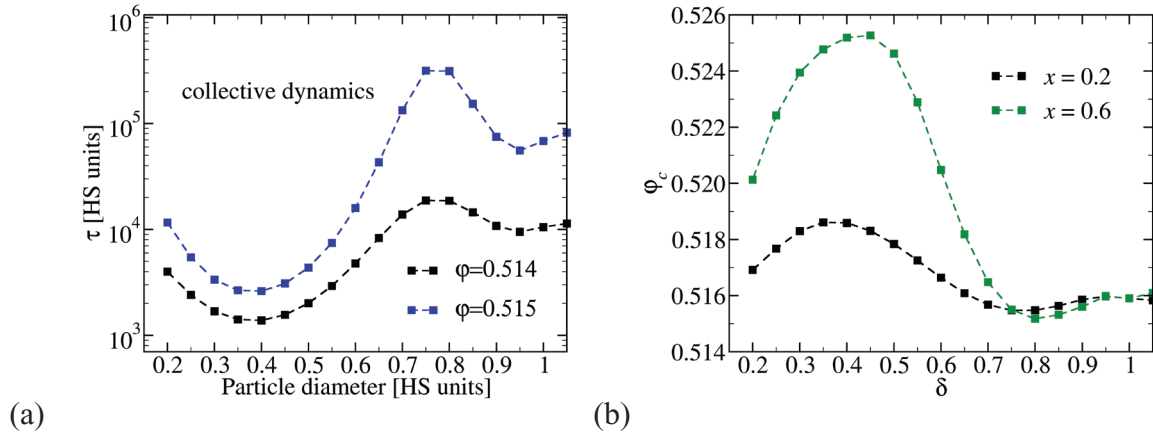 10^6
10^5
10^4
10^3
τ [HS units]
collective dynamics
φ=0.514
φ=0.515
0.2 0.3 0.4 0.5 0.6 0.7 0.8 0.9 1
Particle diameter [HS units]
(a)
0.526
0.524
0.522
0.520
0.518
0.516
0.514
φ_c
x = 0.2
x = 0.6
0.2 0.3 0.4 0.5 0.6 0.7 0.8 0.9 1
δ
(b)